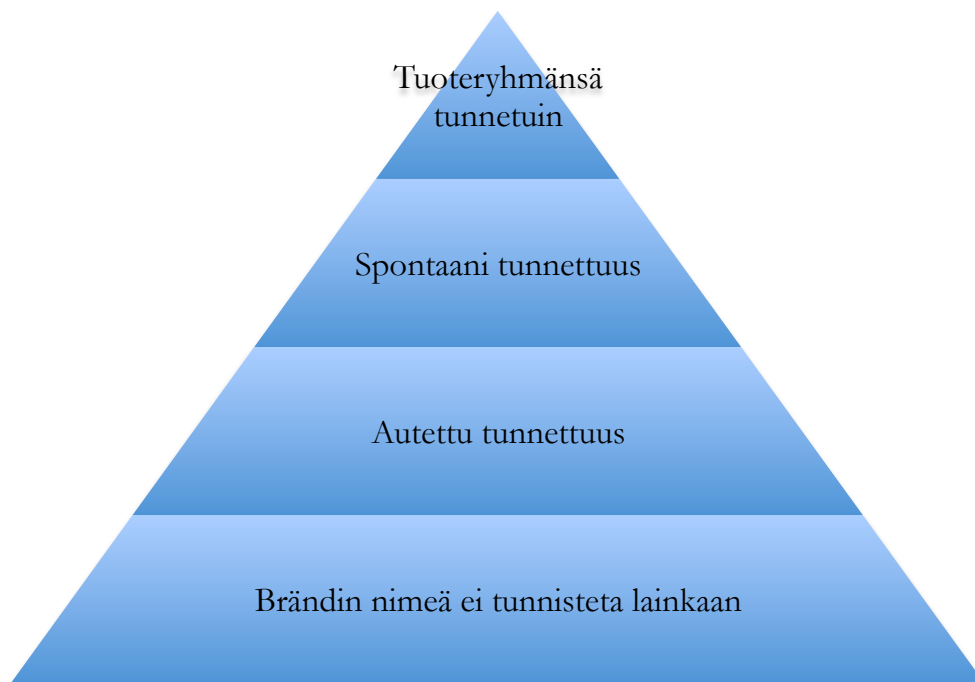 Tuoteryhmänsä
tunnetuin
Spontaani tunnettuus
Autettu tunnettuus
Brändin nimeä ei tunnisteta lainkaan